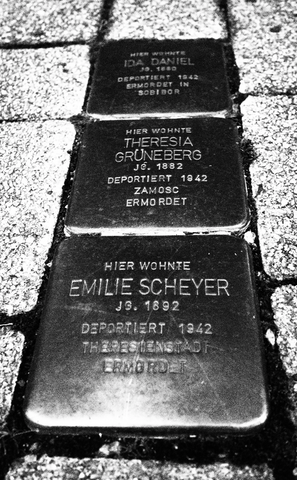 HIER WOHNTE
IDA DANIEL
JG. 1880
DEPORTIERT 1942
ERMORDET IN
SOBIBOR
HIER WOHNTE
THERESIA
GRÜNEBERG
JG. 1882
DEPORTIERT 1942
ZAMOSC
ERMORDET
HIER WOHNTE
EMILIE SCHEYER
JG. 1892
DEPORTIERT 1942
THERESIENSTADT
ERMORDET